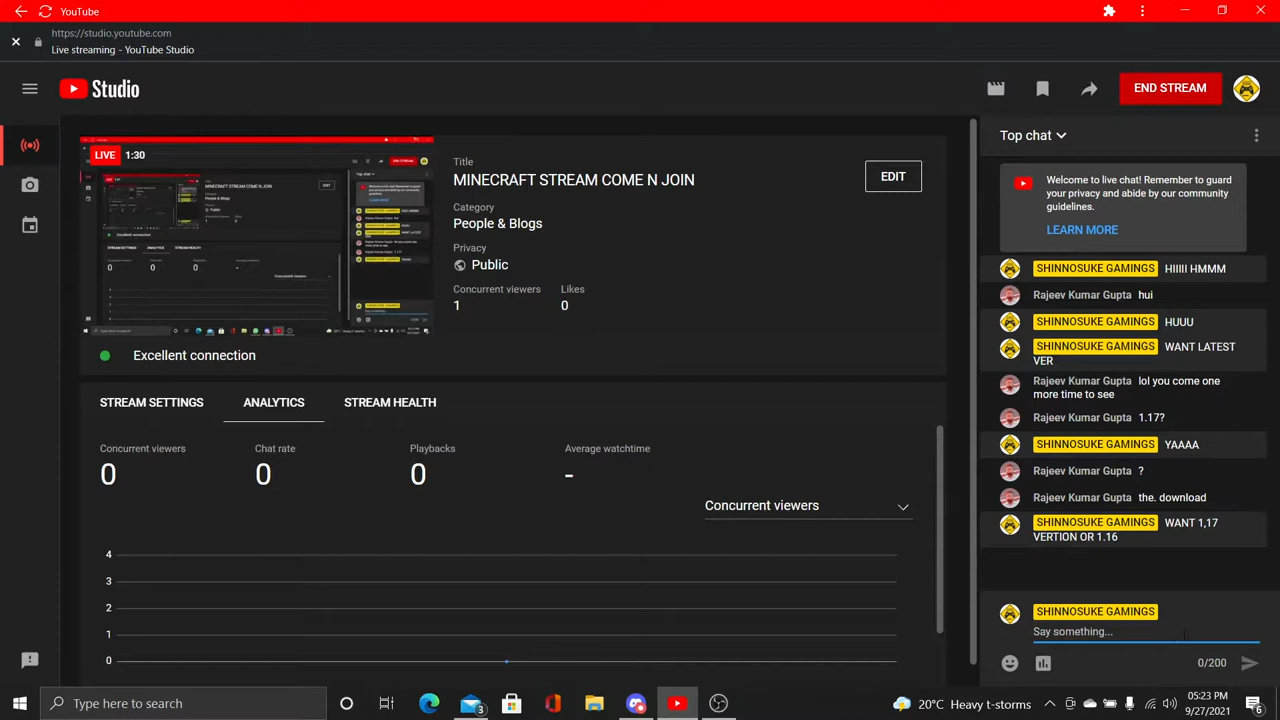 YouTube
https://studio.youtube.com
Live streaming - YouTube Studio
Studio
END STREAM
LIVE 1:30
Title
MINECRAFT STREAM COME N JOIN
EDIT
Category
People & Blogs
Privacy
Public
Concurrent viewers Likes
1 0
Excellent connection
STREAM SETTINGS ANALYTICS STREAM HEALTH
Concurrent viewers Chat rate Playbacks Average watchtime
0 0 0 -
Concurrent viewers
4
3
2
1
0
Top chat
Welcome to live chat! Remember to guard
your privacy and abide by our community
guidelines.
LEARN MORE
SHINNOSUKE GAMINGS HIIIII HMMM
Rajeev Kumar Gupta hui
SHINNOSUKE GAMINGS HUUU
SHINNOSUKE GAMINGS WANT LATEST
VER
Rajeev Kumar Gupta lol you come one
more time to see
Rajeev Kumar Gupta 1.17?
SHINNOSUKE GAMINGS YAAAA
Rajeev Kumar Gupta ?
Rajeev Kumar Gupta the. download
SHINNOSUKE GAMINGS WANT 1,17
VERTION OR 1.16
SHINNOSUKE GAMINGS
Say something...
0/200
Type here to search
3
20°C Heavy t-storms
05:23 PM
9/27/2021
6